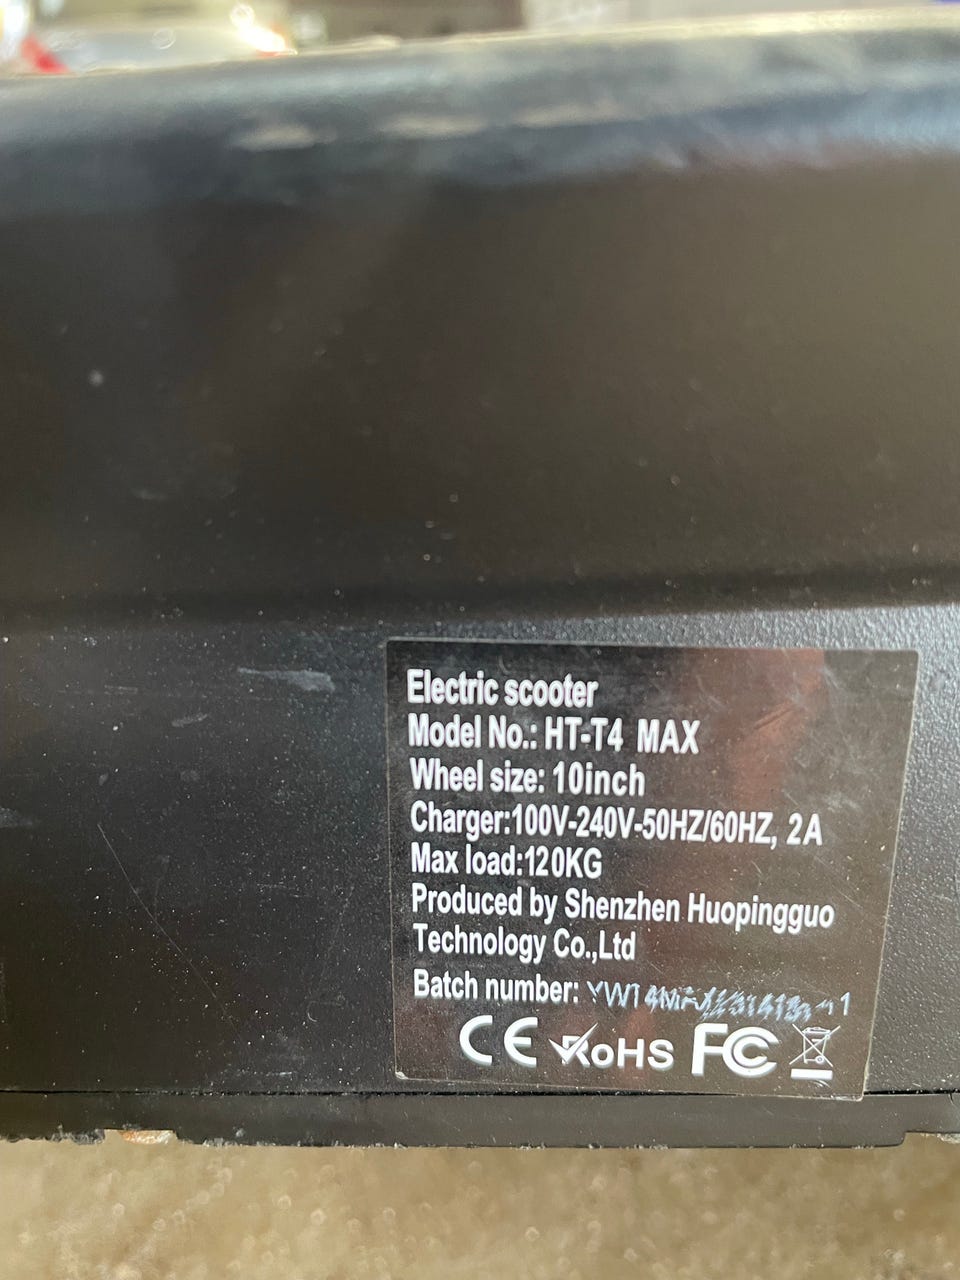 Electric scooter
Model No.: HT-T4 MAX
Wheel size: 10inch
Charger:100V-240V-50HZ/60HZ, 2A
Max load:120KG
Produced by Shenzhen Huopingguo
Technology Co.,Ltd
Batch number:
CE RoHS FC